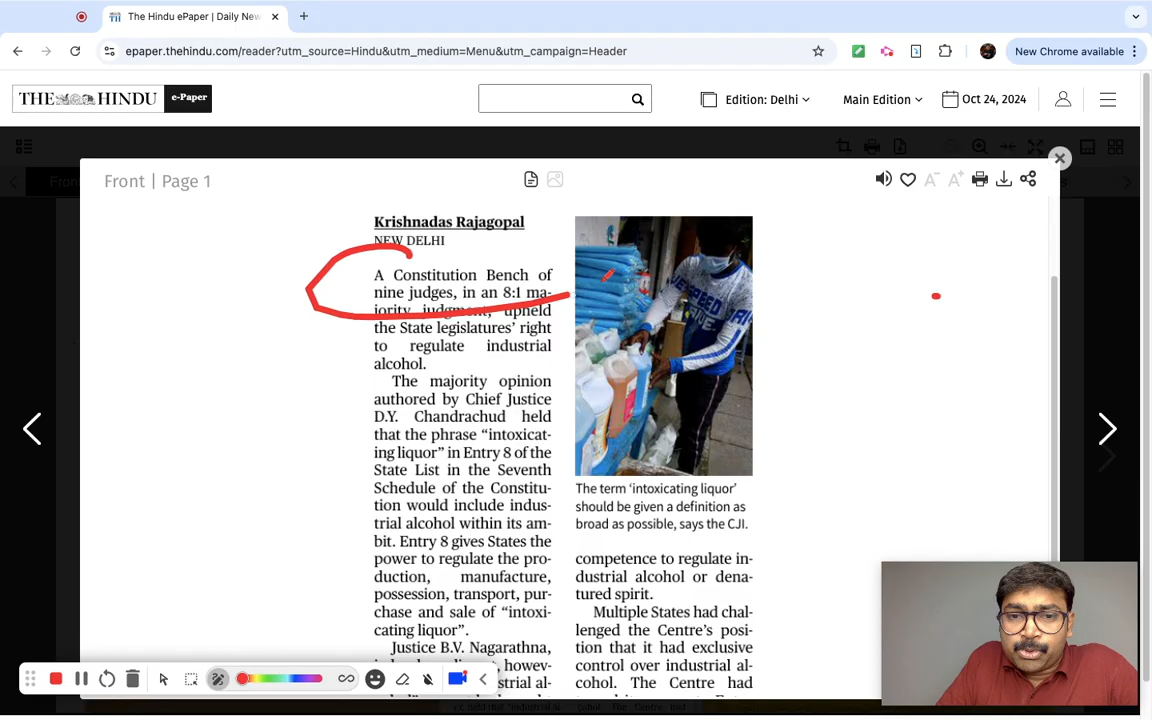 The Hindu ePaper | Daily New
epaper.thehindu.com/reader?utm_source=Hindu&utm_medium=Menu&utm_campaign=Header
New Chrome available
THE HINDU
e-Paper
Edition: Delhi
Main Edition
Oct 24, 2024
Front | Page 1
A-
A+
Krishnadas Rajagopal
NEW DELHI
A Constitution Bench of
nine judges, in an 8:1 ma-
jority judgment, upheld
the State legislatures' right
to regulate industrial
alcohol.
The majority opinion
authored by Chief Justice
D.Y. Chandrachud held
that the phrase "intoxicat-
ing liquor" in Entry 8 of the
State List in the Seventh
Schedule of the Constitu-
tion would include indus-
trial alcohol within its am-
bit. Entry 8 gives States the
power to regulate the pro-
duction, manufacture,
possession, transport, pur-
chase and sale of "intoxi-
cating liquor".
Justice B.V. Nagarathna,
howev-
strial al-
The term 'intoxicating liquor'
should be given a definition as
broad as possible, says the CJI.
competence to regulate in-
dustrial alcohol or dena-
tured spirit.
Multiple States had chal-
lenged the Centre's posi-
tion that it had exclusive
control over industrial al-
cohol. The Centre had